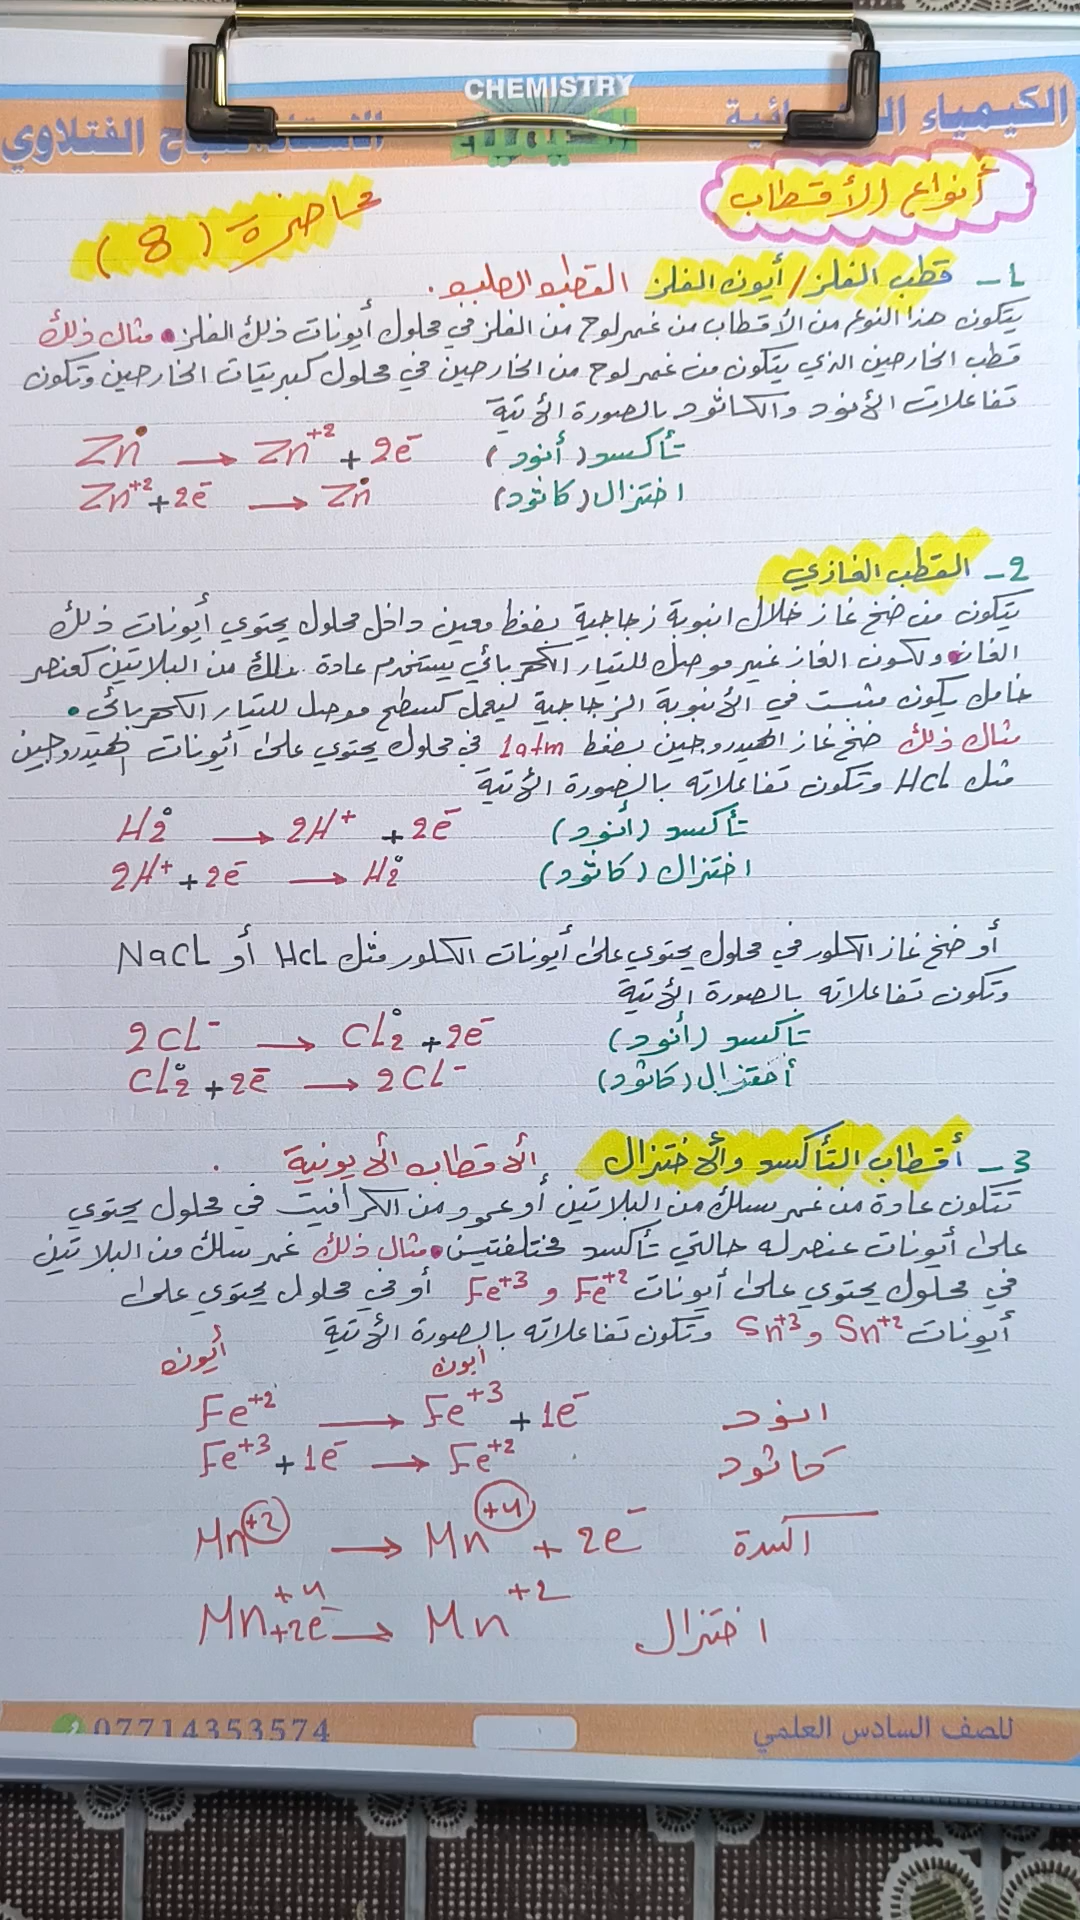 CHEMISTRY
الكيمياء
الفتلاوي
أنواع الأقطاب
محاضرة (8)
1- قطب الفلز/أيون الفلز القطب الصلب.
يتكون هذا النوع من الأقطاب من غمر لوح من الفلز في محلول أيونات ذلك الفلز. مثال ذلك
قطب الخارصين الذي يتكون من غمر لوح من الخارصين في محلول كبريتات الخارصين وتكون
تفاعلات الأنود والكاثود بالصورة الأتية
Zn° → Zn⁺² + 2e⁻ تأكسد (أنود)
Zn⁺² + 2e⁻ → Zn° اختزال (كاثود)
2- القطب الغازي
يتكون من ضخ غاز خلال انبوبة زجاجية بضغط معين داخل محلول يحتوي أيونات ذلك
الغاز. ولكون الغاز غير موصل للتيار الكهربائي يستخدم عادة سلك من البلاتين كعنصر
خامل يكون مثبت في الأنبوبة الزجاجية ليعمل كسطح موصل للتيار الكهربائي.
مثال ذلك ضخ غاز الهيدروجين بضغط 1atm في محلول يحتوي على أيونات الهيدروجين
مثل HCL وتكون تفاعلاته بالصورة الأتية
H₂° → 2H⁺ + 2e⁻ تأكسد (أنود)
2H⁺ + 2e⁻ → H₂° اختزال (كاثود)
أو ضخ غاز الكلور في محلول يحتوي على أيونات الكلور مثل HCL أو NaCL
وتكون تفاعلاته بالصورة الأتية
2CL⁻ → CL₂° + 2e⁻ تاكسد (أنود)
CL₂° + 2e⁻ → 2CL⁻ أختزال (كاثود)
3- أقطاب التأكسد والأختزال الأقطاب الأيونية.
تتكون عادة من غمر سلك من البلاتين أو عمود من الكرافيت في محلول يحتوي
على أيونات عنصر له حالتي تأكسد مختلفتين. مثال ذلك غمر سلك من البلاتين
في محلول يحتوي على أيونات Fe⁺² و Fe⁺³ أو في محلول يحتوي على
أيونات Sn⁺² و Sn⁺³ وتكون تفاعلاته بالصورة الأتية
أيون أيون
Fe⁺² → Fe⁺³ + 1e⁻ انود
Fe⁺³ + 1e⁻ → Fe⁺² كاثود
Mn⁺² → Mn⁺⁴ + 2e⁻ اكسدة
Mn⁺⁴ + 2e⁻ → Mn⁺² اختزال
للصف السادس العلمي
07714353574